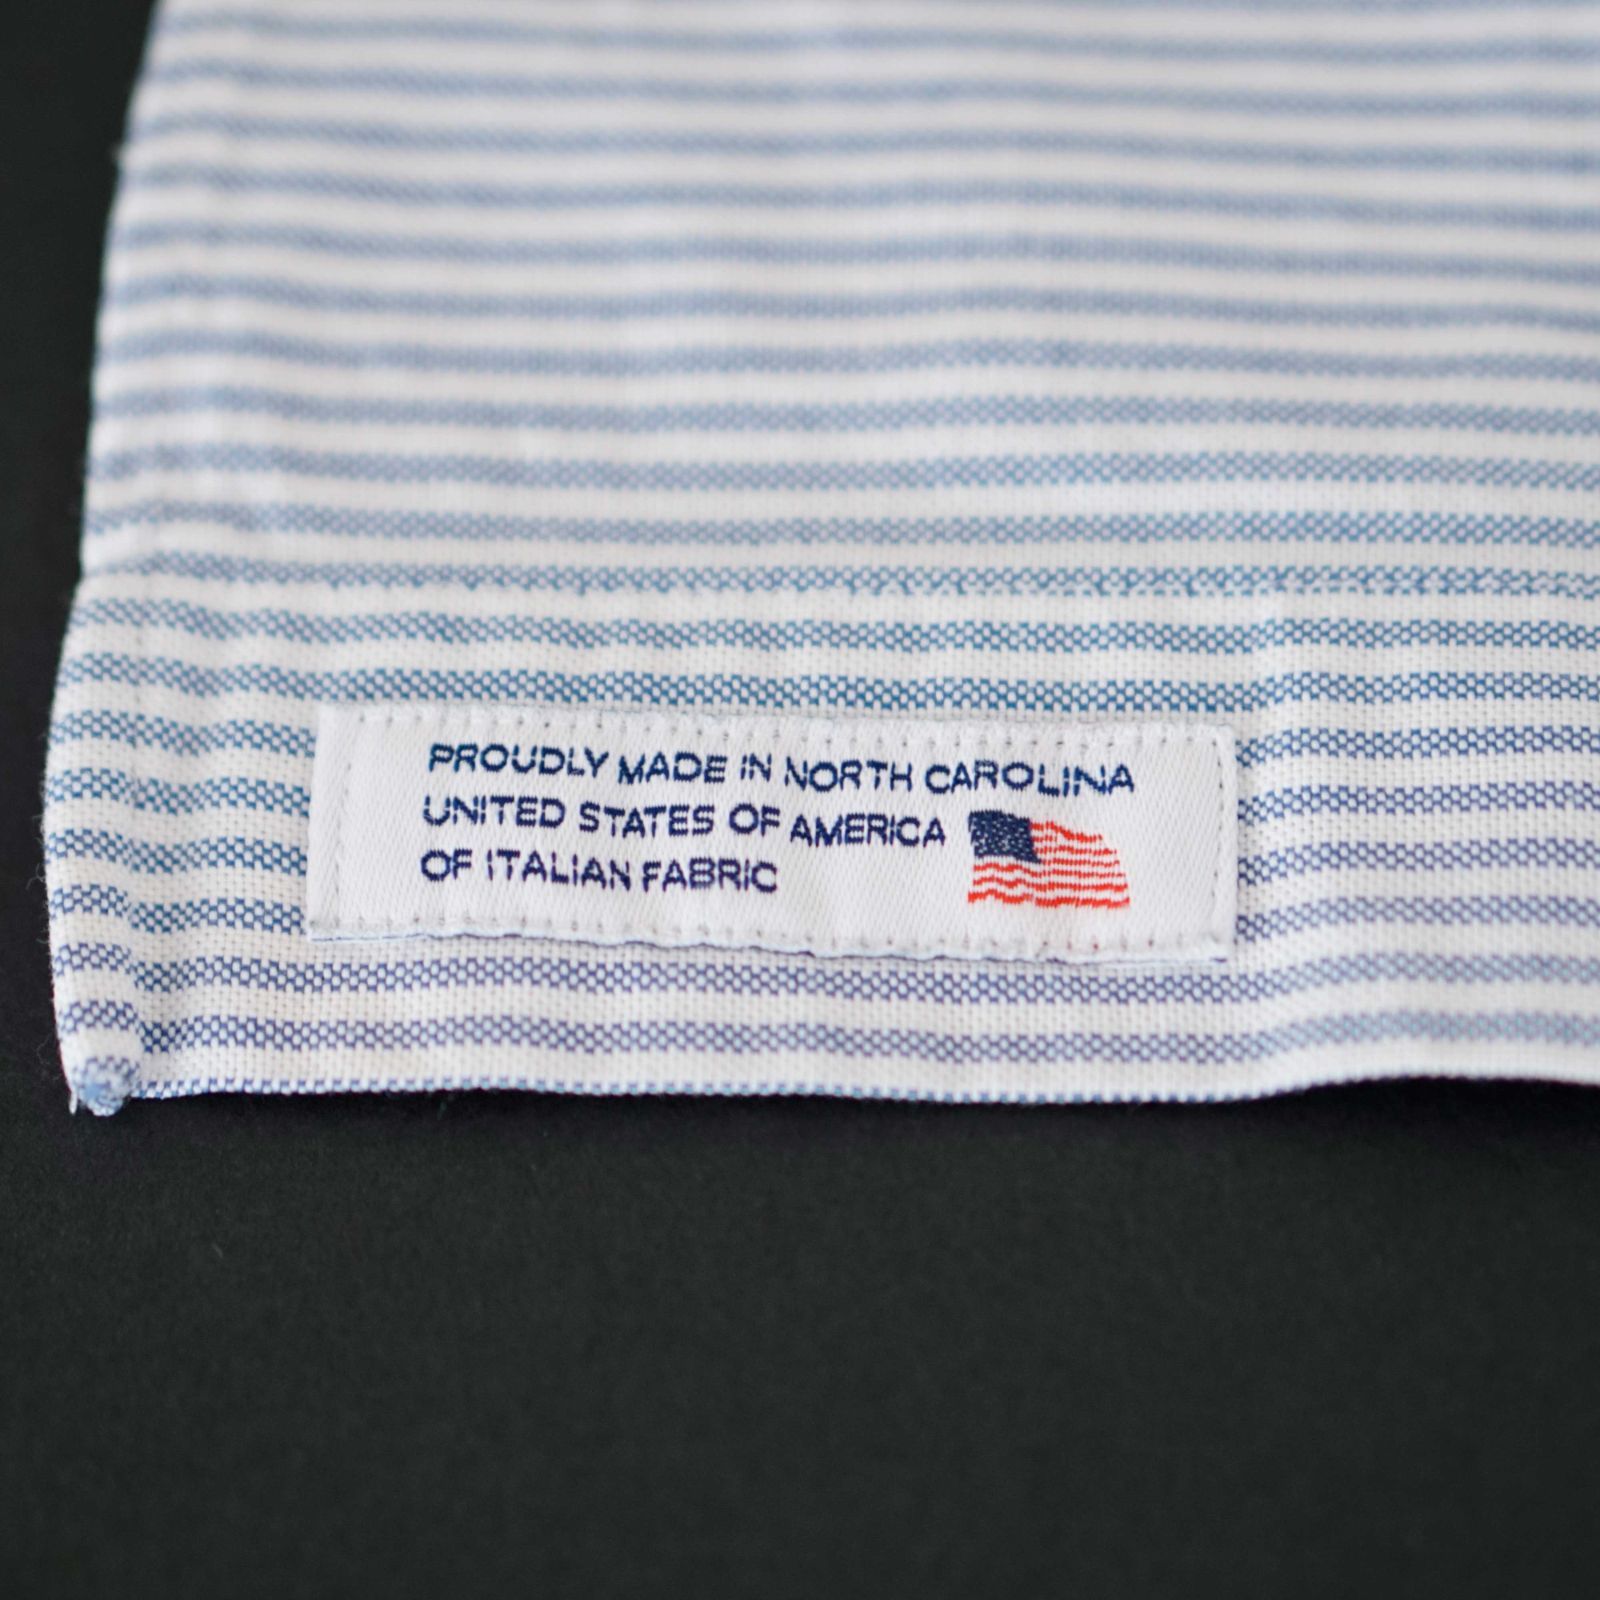 PROUDLY MADE IN NORTH CAROLINA
UNITED STATES OF AMERICA
OF ITALIAN FABRIC